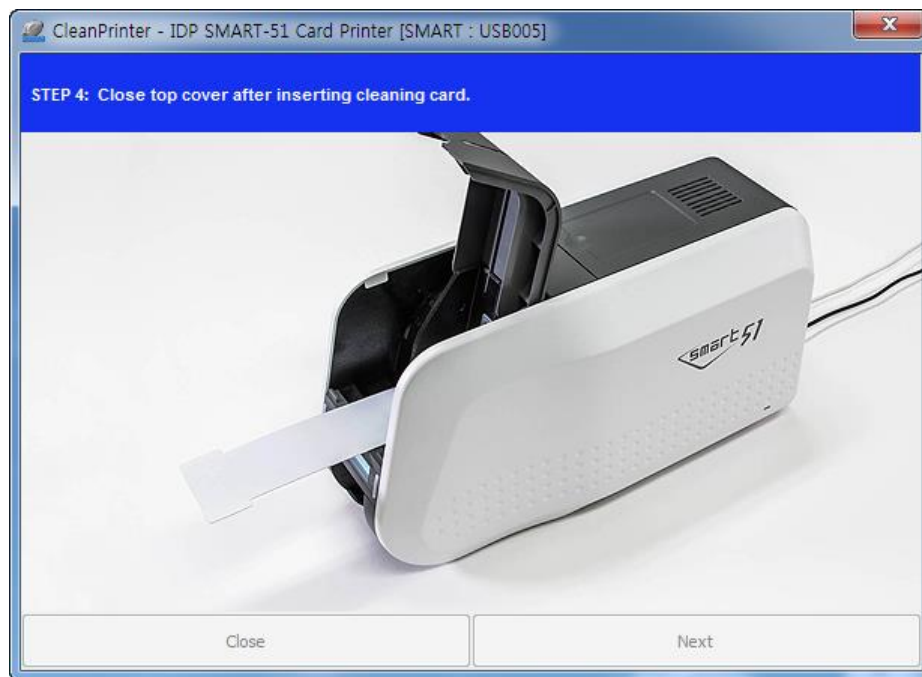 CleanPrinter - IDP SMART-51 Card Printer [SMART : USB005]
x
STEP 4: Close top cover after inserting cleaning card.
smart 51
Close
Next